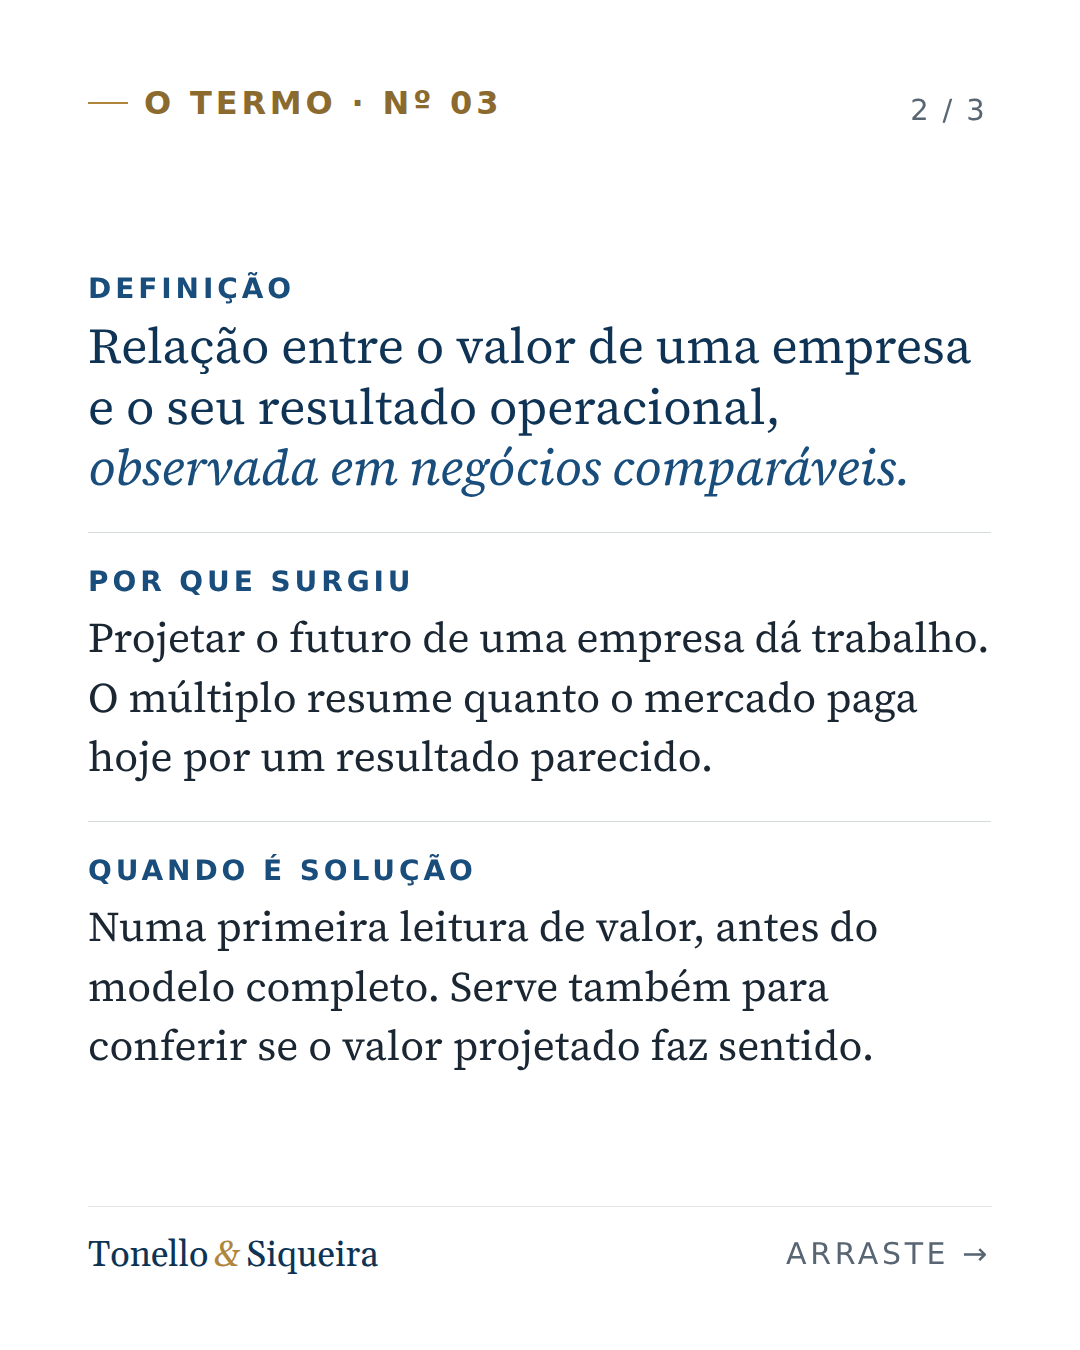 O TERMO · Nº 03
2 / 3
DEFINIÇÃO
Relação entre o valor de uma empresa
e o seu resultado operacional,
observada em negócios comparáveis.
POR QUE SURGIU
Projetar o futuro de uma empresa dá trabalho.
O múltiplo resume quanto o mercado paga
hoje por um resultado parecido.
QUANDO É SOLUÇÃO
Numa primeira leitura de valor, antes do
modelo completo. Serve também para
conferir se o valor projetado faz sentido.
Tonello & Siqueira
ARRASTE →